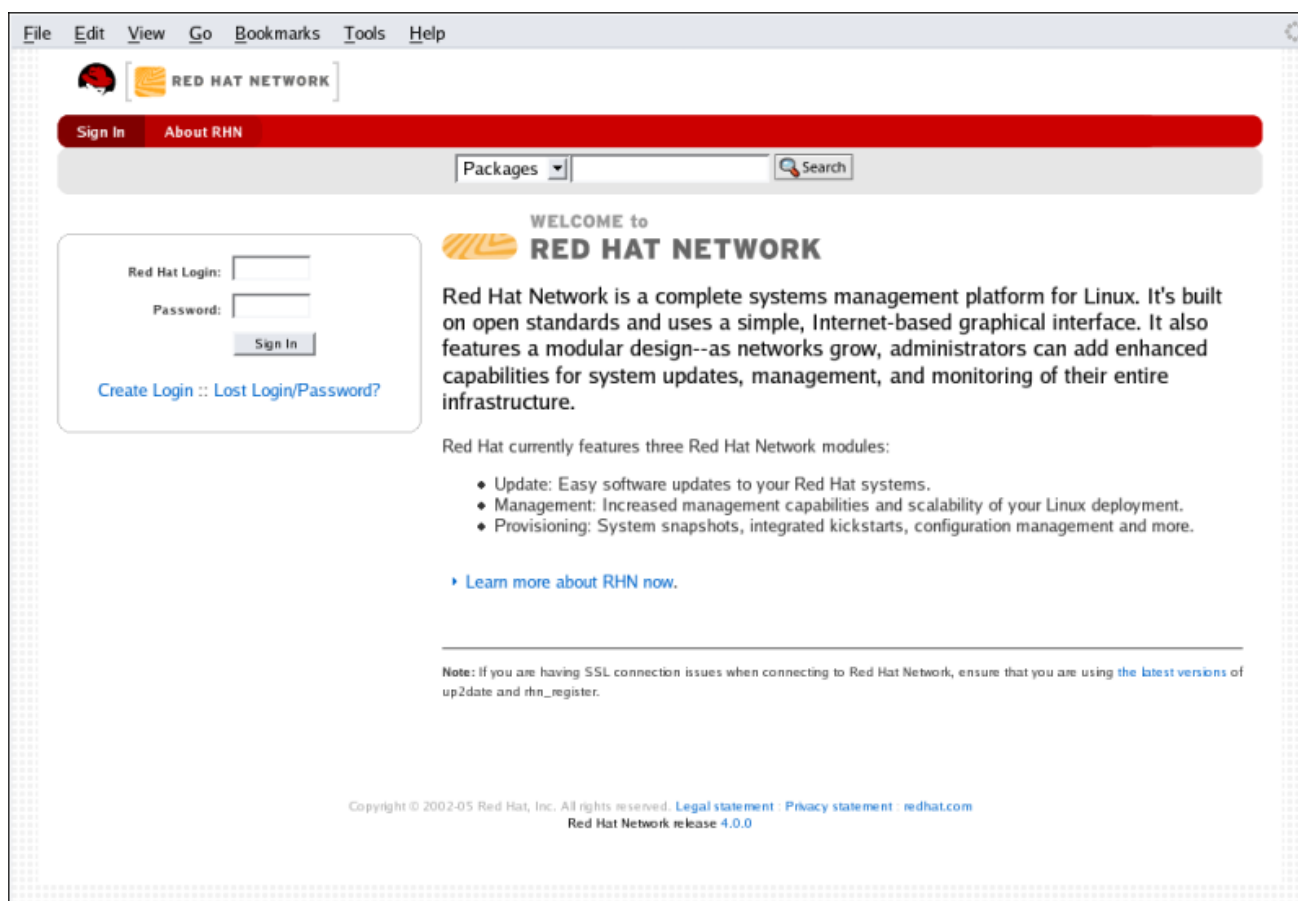 File Edit View Go Bookmarks Tools Help
RED HAT NETWORK
Sign In About RHN
Packages Search
WELCOME to
RED HAT NETWORK
Red Hat Login:
Password:
Sign In
Create Login :: Lost Login/Password?
Red Hat Network is a complete systems management platform for Linux. It's built
on open standards and uses a simple, Internet-based graphical interface. It also
features a modular design--as networks grow, administrators can add enhanced
capabilities for system updates, management, and monitoring of their entire
infrastructure.
Red Hat currently features three Red Hat Network modules:
• Update: Easy software updates to your Red Hat systems.
• Management: Increased management capabilities and scalability of your Linux deployment.
• Provisioning: System snapshots, integrated kickstarts, configuration management and more.
Learn more about RHN now.
Note: If you are having SSL connection issues when connecting to Red Hat Network, ensure that you are using the latest versions of
up2date and rhn_register.
Copyright © 2002-05 Red Hat, Inc. All rights reserved. Legal statement : Privacy statement : redhat.com
Red Hat Network release 4.0.0